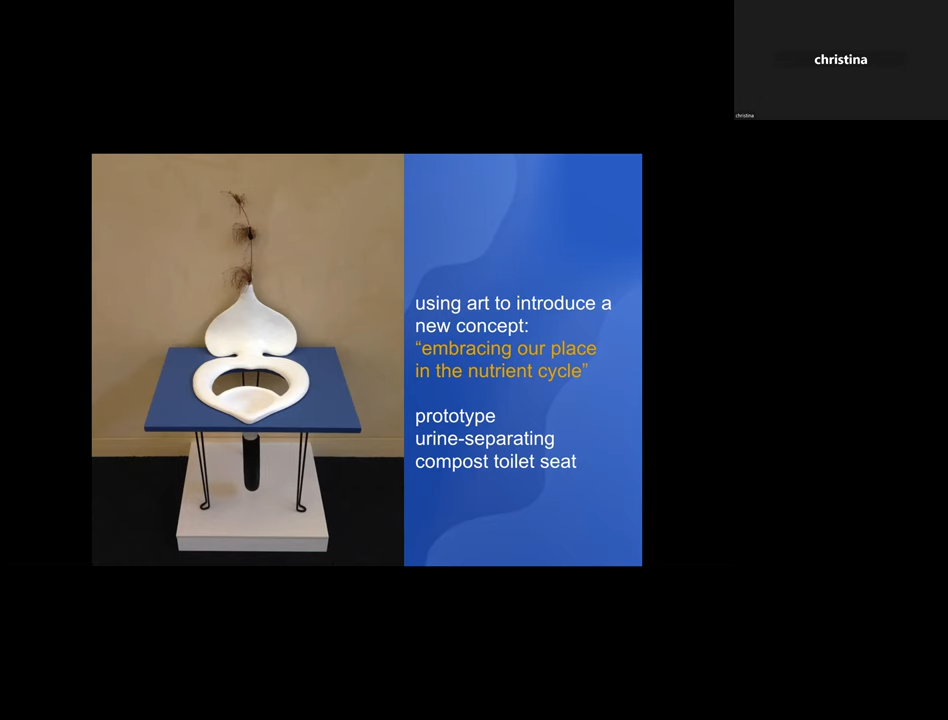 christina
christina
using art to introduce a
new concept:
“embracing our place
in the nutrient cycle”
prototype
urine-separating
compost toilet seat